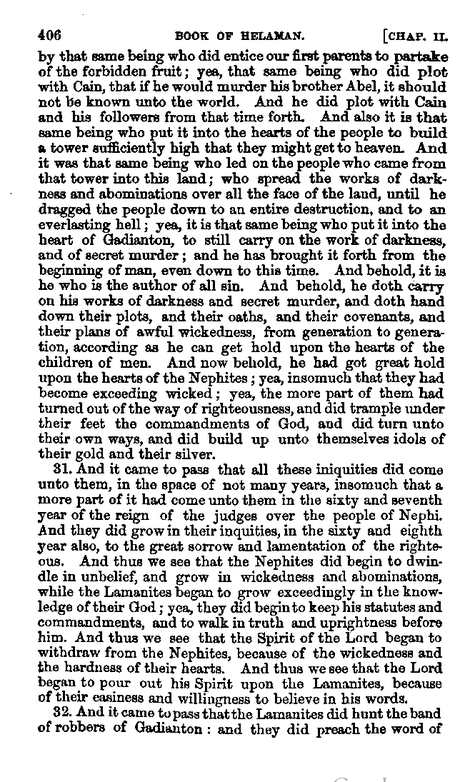 406 BOOK OF HELAMAN. [CHAP. II.
by that same being who did entice our first parents to partake
of the forbidden fruit; yea, that same being who did plot
with Cain, that if he would murder his brother Abel, it should
not be known unto the world. And he did plot with Cain
and his followers from that time forth. And also it is that
same being who put it into the hearts of the people to build
a tower sufficiently high that they might get to heaven. And
it was that same being who led on the people who came from
that tower into this land; who spread the works of dark-
ness and abominations over all the face of the land, until he
dragged the people down to an entire destruction, and to an
everlasting hell; yea, it is that same being who put it into the
heart of Gadianton, to still carry on the work of darkness,
and of secret murder; and he has brought it forth from the
beginning of man, even down to this time. And behold, it is
he who is the author of all sin. And behold, he doth carry
on his works of darkness and secret murder, and doth hand
down their plots, and their oaths, and their covenants, and
their plans of awful wickedness, from generation to genera-
tion, according as he can get hold upon the hearts of the
children of men. And now behold, he had got great hold
upon the hearts of the Nephites; yea, insomuch that they had
become exceeding wicked; yea, the more part of them had
turned out of the way of righteousness, and did trample under
their feet the commandments of God, and did turn unto
their own ways, and did build up unto themselves idols of
their gold and their silver.
31. And it came to pass that all these iniquities did come
unto them, in the space of not many years, insomuch that a
more part of it had come unto them in the sixty and seventh
year of the reign of the judges over the people of Nephi.
And they did grow in their inquities, in the sixty and eighth
year also, to the great sorrow and lamentation of the righte-
ous. And thus we see that the Nephites did begin to dwin-
dle in unbelief, and grow in wickedness and abominations,
while the Lamanites began to grow exceedingly in the know-
ledge of their God; yea, they did begin to keep his statutes and
commandments, and to walk in truth and uprightness before
him. And thus we see that the Spirit of the Lord began to
withdraw from the Nephites, because of the wickedness and
the hardness of their hearts. And thus we see that the Lord
began to pour out his Spirit upon the Lamanites, because
of their easiness and willingness to believe in his words.
32. And it came to pass that the Lamanites did hunt the band
of robbers of Gadianton: and they did preach the word of